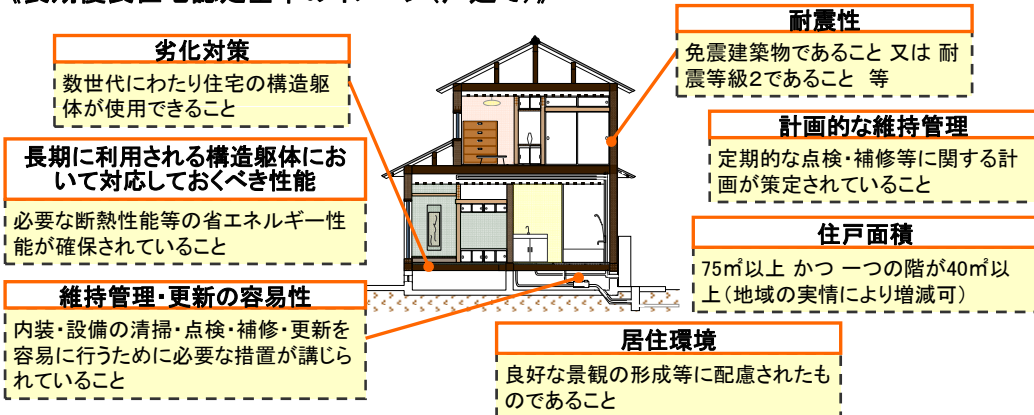 劣化対策
数世代にわたり住宅の構造躯
体が使用できること
長期に利用される構造躯体にお
いて対応しておくべき性能
必要な断熱性能等の省エネルギー性
能が確保されていること
維持管理・更新の容易性
内装・設備の清掃・点検・補修・更新を
容易に行うために必要な措置が講じら
れていること
耐震性
免震建築物であること 又は 耐
震等級2であること 等
計画的な維持管理
定期的な点検・補修等に関する計
画が策定されていること
住戸面積
75㎡以上 かつ 一つの階が40㎡以
上(地域の実情により増減可)
居住環境
良好な景観の形成等に配慮されたも
のであること